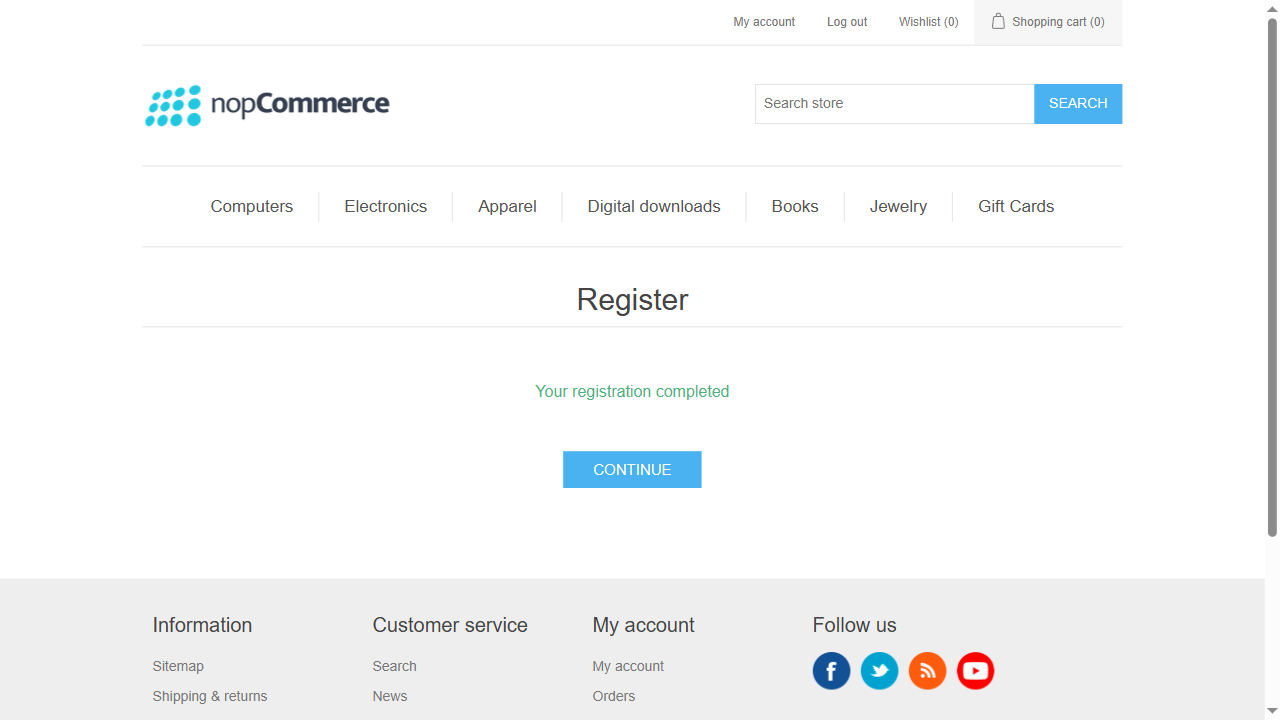 My account Log out Wishlist (0) Shopping cart (0)
nopCommerce
Search store SEARCH
Computers Electronics Apparel Digital downloads Books Jewelry Gift Cards
Register
Your registration completed
CONTINUE
Information Customer service My account Follow us
Sitemap Search My account
Shipping & returns News Orders